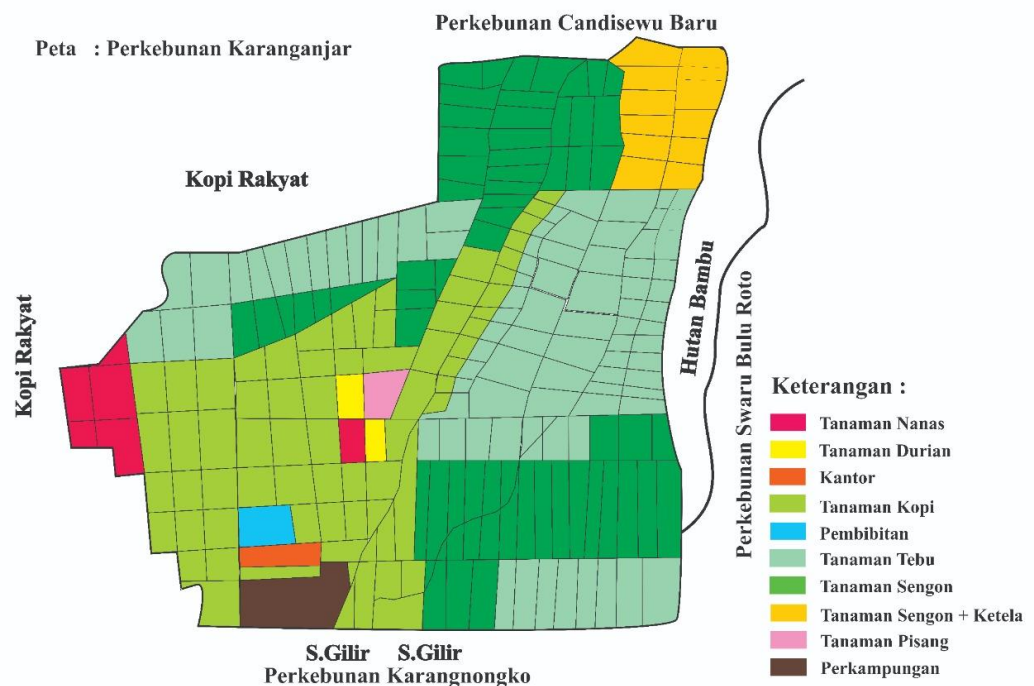 Perkebunan Candisewu Baru
Peta : Perkebunan Karanganjar
Kopi Rakyat
Kopi Rakyat
Hutan Bambu
Perkebunan Swaru Bulu Roto
Keterangan :
Tanaman Nanas
Tanaman Durian
Kantor
Tanaman Kopi
Pembibitan
Tanaman Tebu
Tanaman Sengon
Tanaman Sengon + Ketela
Tanaman Pisang
Perkampungan
S.Gilir S.Gilir
Perkebunan Karangnongko